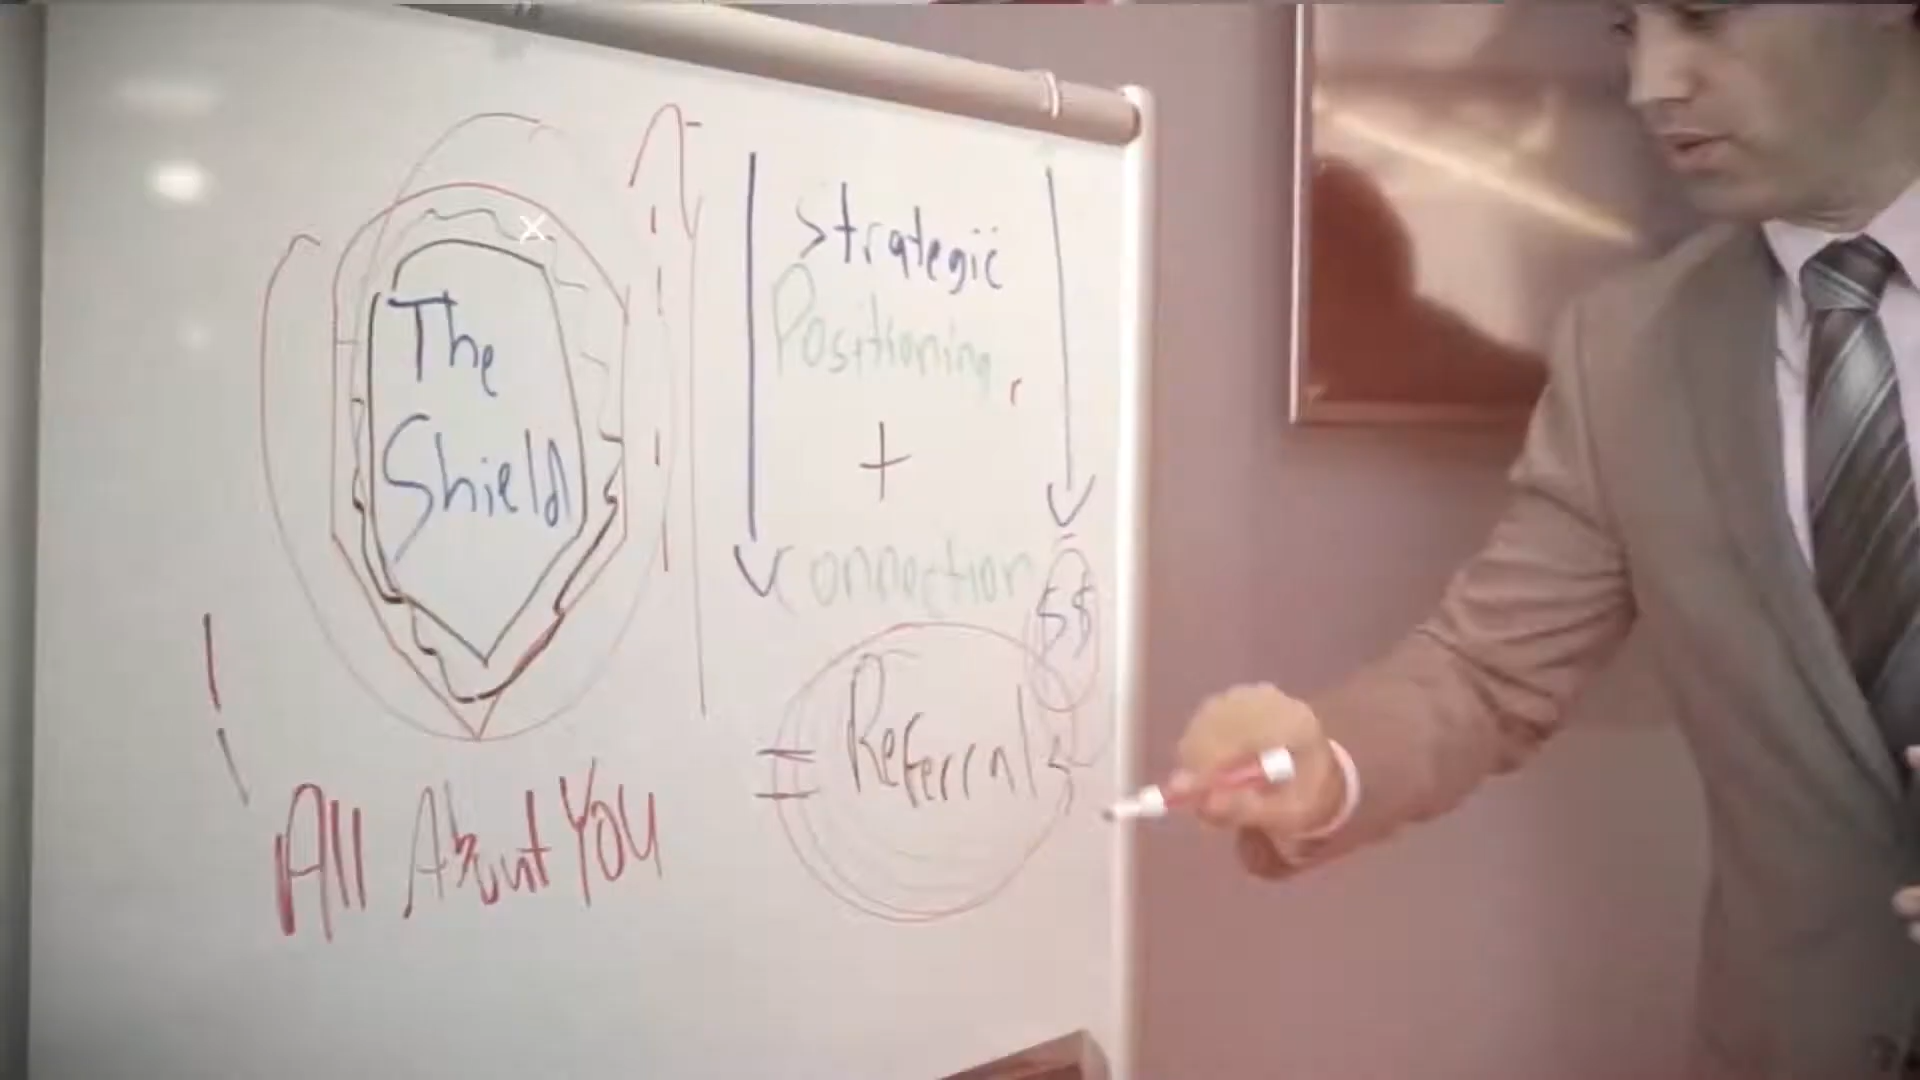 The
Shield
All About You
Strategic
Positioning
+
Connection
$$
= Referrals